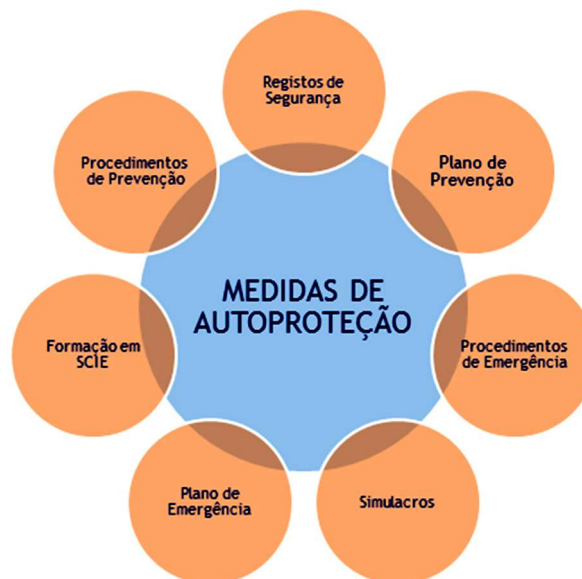 Registos de
Segurança
Plano de
Prevenção
Procedimentos
de Emergência
Simulacros
Plano de
Emergência
Formação em
SCIE
Procedimentos
de Prevenção
MEDIDAS DE
AUTOPROTEÇÃO